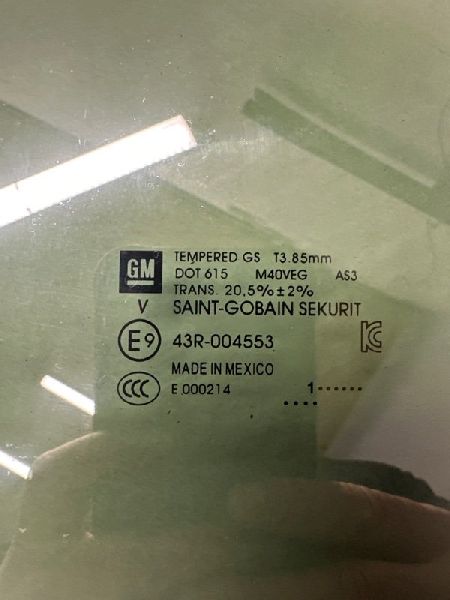 GM
TEMPERED GS T3.85mm
DOT 615 M40VEG AS3
TRANS. 20,5%±2%
V SAINT-GOBAIN SEKURIT
E9 43R-004553
KC
MADE IN MEXICO
CCC E,000214 1······
····